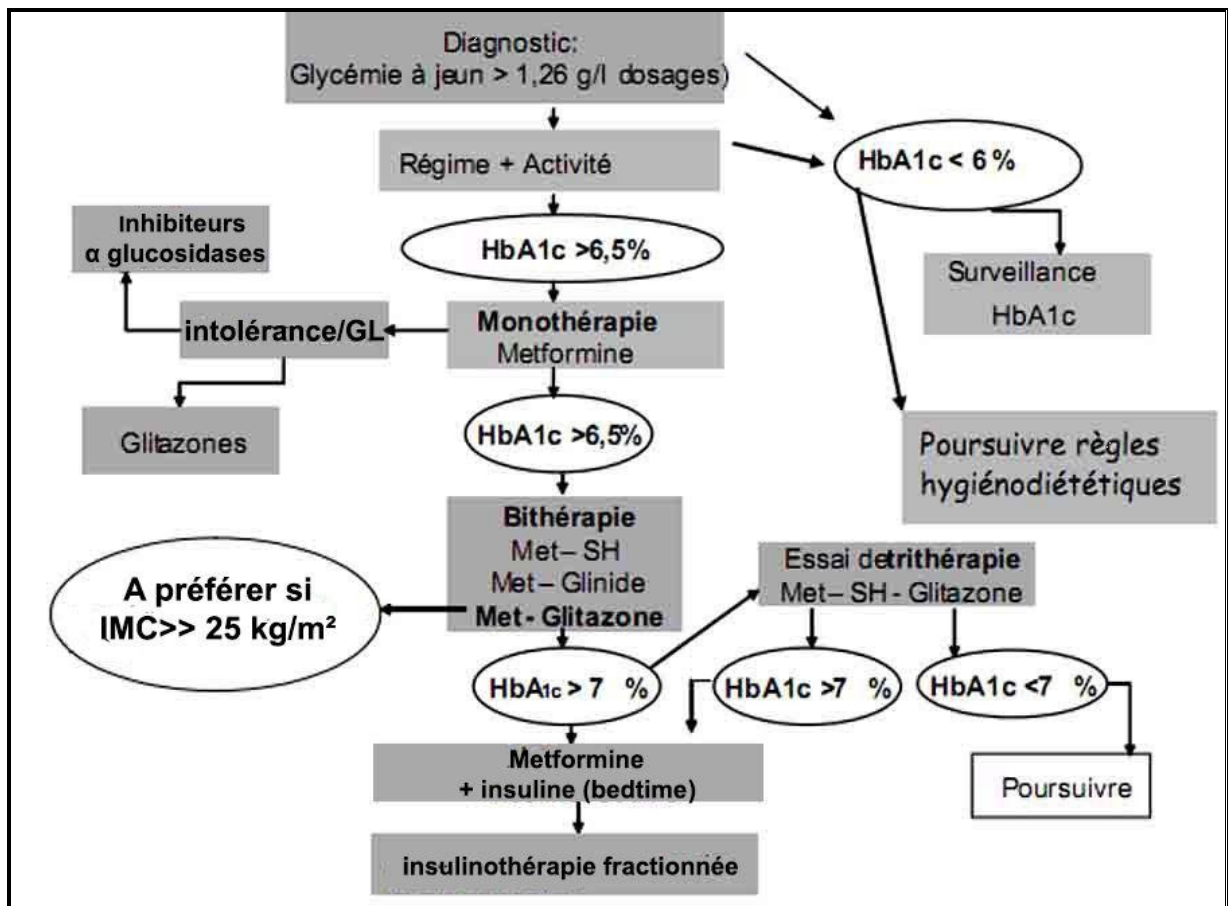 Diagnostic:
Glycémie à jeun > 1,26 g/l dosages)
Régime + Activité
HbA1c < 6 %
HbA1c >6,5%
Inhibiteurs
α glucosidases
Surveillance
HbA1c
intolérance/GL
Monothérapie
Metformine
Glitazones
HbA1c >6,5%
Poursuivre règles
hygiénodiététiques
Bithérapie
Met – SH
Met – Glinide
Met - Glitazone
A préférer si
IMC>> 25 kg/m²
Essai de trithérapie
Met – SH - Glitazone
HbA1c > 7 %
HbA1c >7 %
HbA1c <7 %
Metformine
+ insuline (bedtime)
Poursuivre
insulinothérapie fractionnée